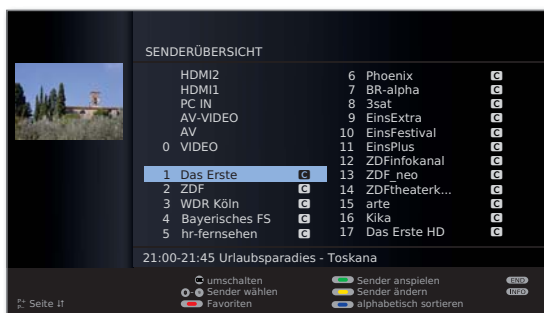 SENDERÜBERSICHT
HDMI2
HDMI1
PC IN
AV-VIDEO
AV
0 VIDEO
1 Das Erste C
2 ZDF C
3 WDR Köln C
4 Bayerisches FS C
5 hr-fernsehen C
6 Phoenix C
7 BR-alpha C
8 3sat C
9 EinsExtra C
10 EinsFestival C
11 EinsPlus C
12 ZDFinfokanal C
13 ZDF_neo C
14 ZDFtheaterk... C
15 arte C
16 Kika C
17 Das Erste HD C
21:00-21:45 Urlaubsparadies - Toskana
P+ P- Seite
umschalten
0-9 Sender wählen
Favoriten
Sender anspielen
Sender ändern
alphabetisch sortieren
END
INFO